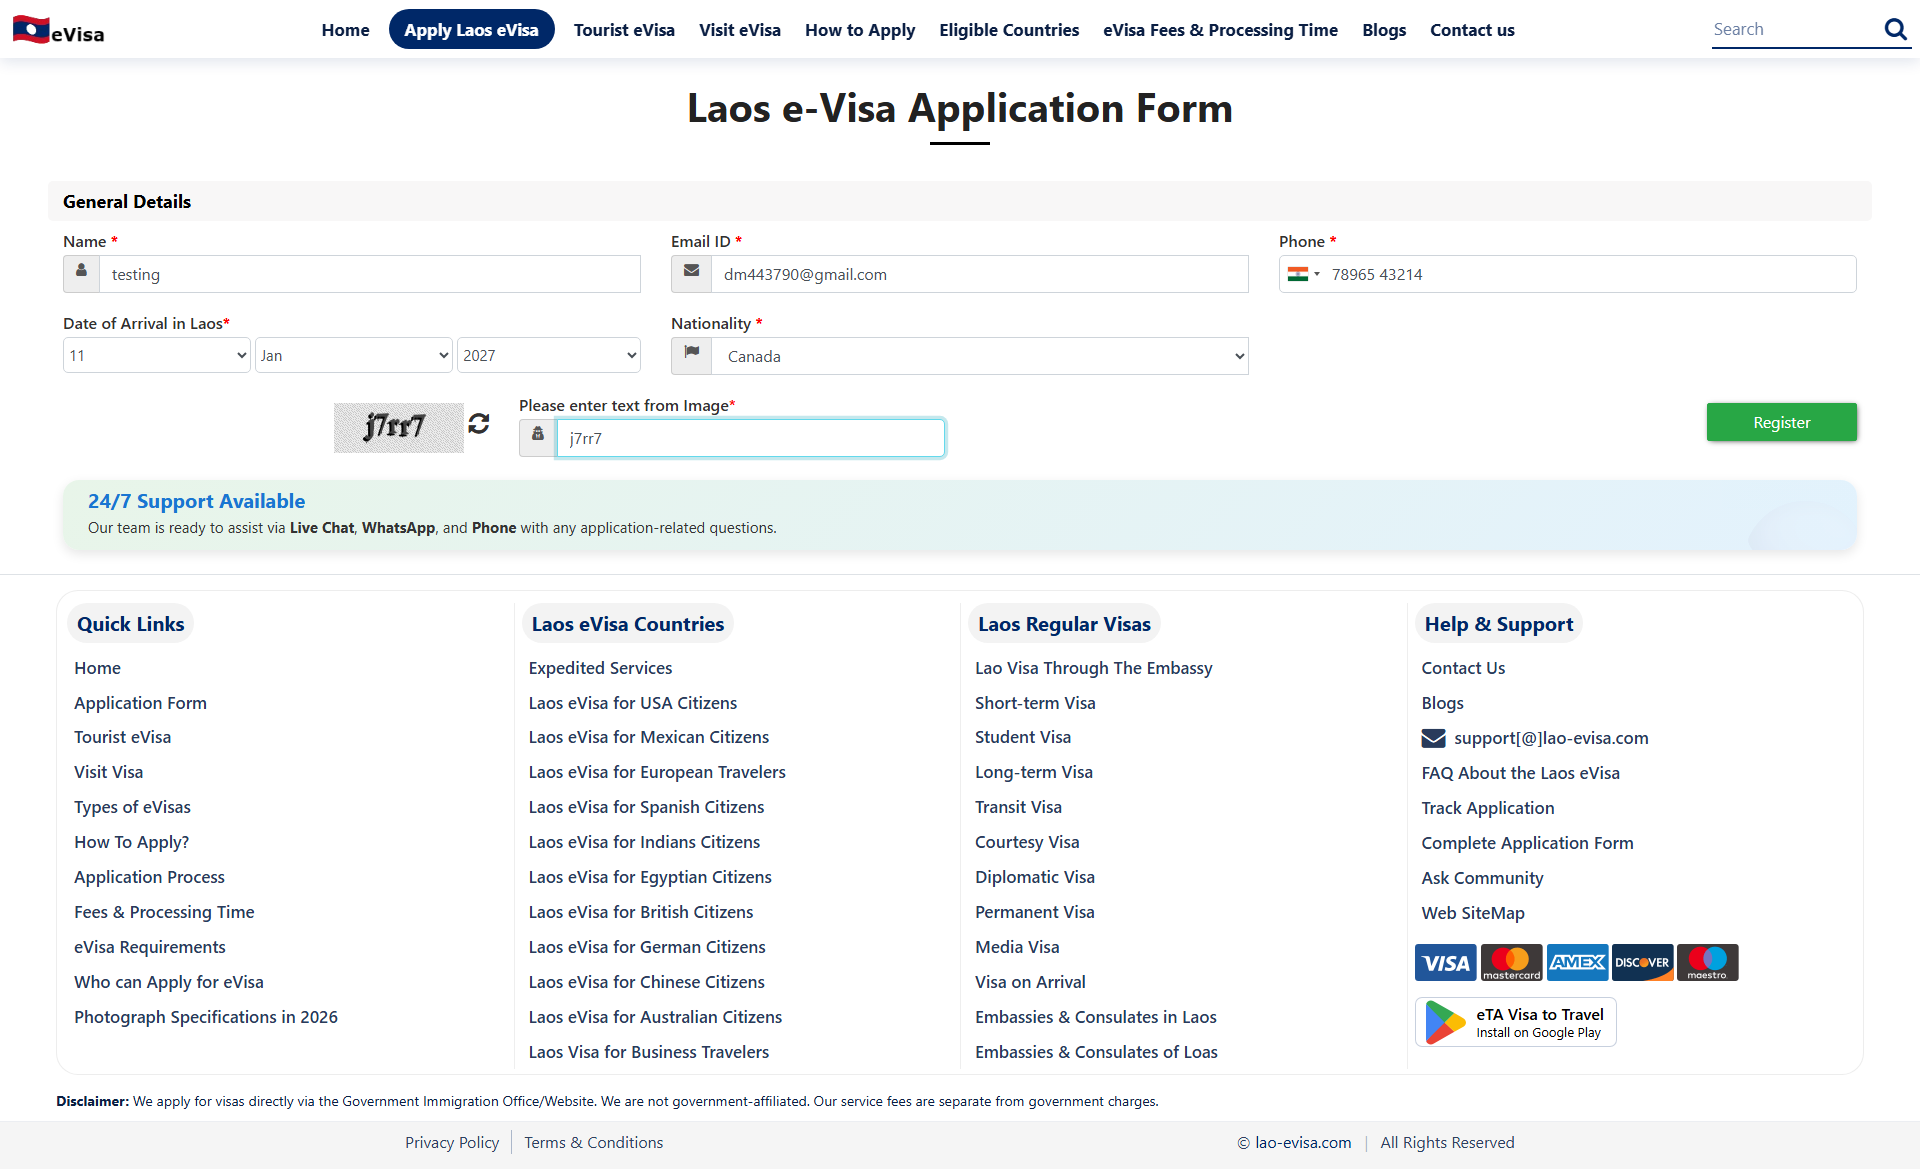 eVisa
Home
Apply Laos eVisa
Tourist eVisa
Visit eVisa
How to Apply
Eligible Countries
eVisa Fees & Processing Time
Blogs
Contact us
Search
Laos e-Visa Application Form
General Details
Name *
testing
Email ID *
dm443790@gmail.com
Phone *
78965 43214
Date of Arrival in Laos*
11
Jan
2027
Nationality *
Canada
j7rr7
Please enter text from Image*
j7rr7
Register
24/7 Support Available
Our team is ready to assist via Live Chat, WhatsApp, and Phone with any application-related questions.
Quick Links
Home
Application Form
Tourist eVisa
Visit Visa
Types of eVisas
How To Apply?
Application Process
Fees & Processing Time
eVisa Requirements
Who can Apply for eVisa
Photograph Specifications in 2026
Laos eVisa Countries
Expedited Services
Laos eVisa for USA Citizens
Laos eVisa for Mexican Citizens
Laos eVisa for European Travelers
Laos eVisa for Spanish Citizens
Laos eVisa for Indians Citizens
Laos eVisa for Egyptian Citizens
Laos eVisa for British Citizens
Laos eVisa for German Citizens
Laos eVisa for Chinese Citizens
Laos eVisa for Australian Citizens
Laos Visa for Business Travelers
Laos Regular Visas
Lao Visa Through The Embassy
Short-term Visa
Student Visa
Long-term Visa
Transit Visa
Courtesy Visa
Diplomatic Visa
Permanent Visa
Media Visa
Visa on Arrival
Embassies & Consulates in Laos
Embassies & Consulates of Loas
Help & Support
Contact Us
Blogs
support[@]lao-evisa.com
FAQ About the Laos eVisa
Track Application
Complete Application Form
Ask Community
Web SiteMap
VISA
mastercard
AMEX
DISCOVER
maestro
eTA Visa to Travel
Install on Google Play
Disclaimer: We apply for visas directly via the Government Immigration Office/Website. We are not government-affiliated. Our service fees are separate from government charges.
Privacy Policy
Terms & Conditions
© lao-evisa.com | All Rights Reserved